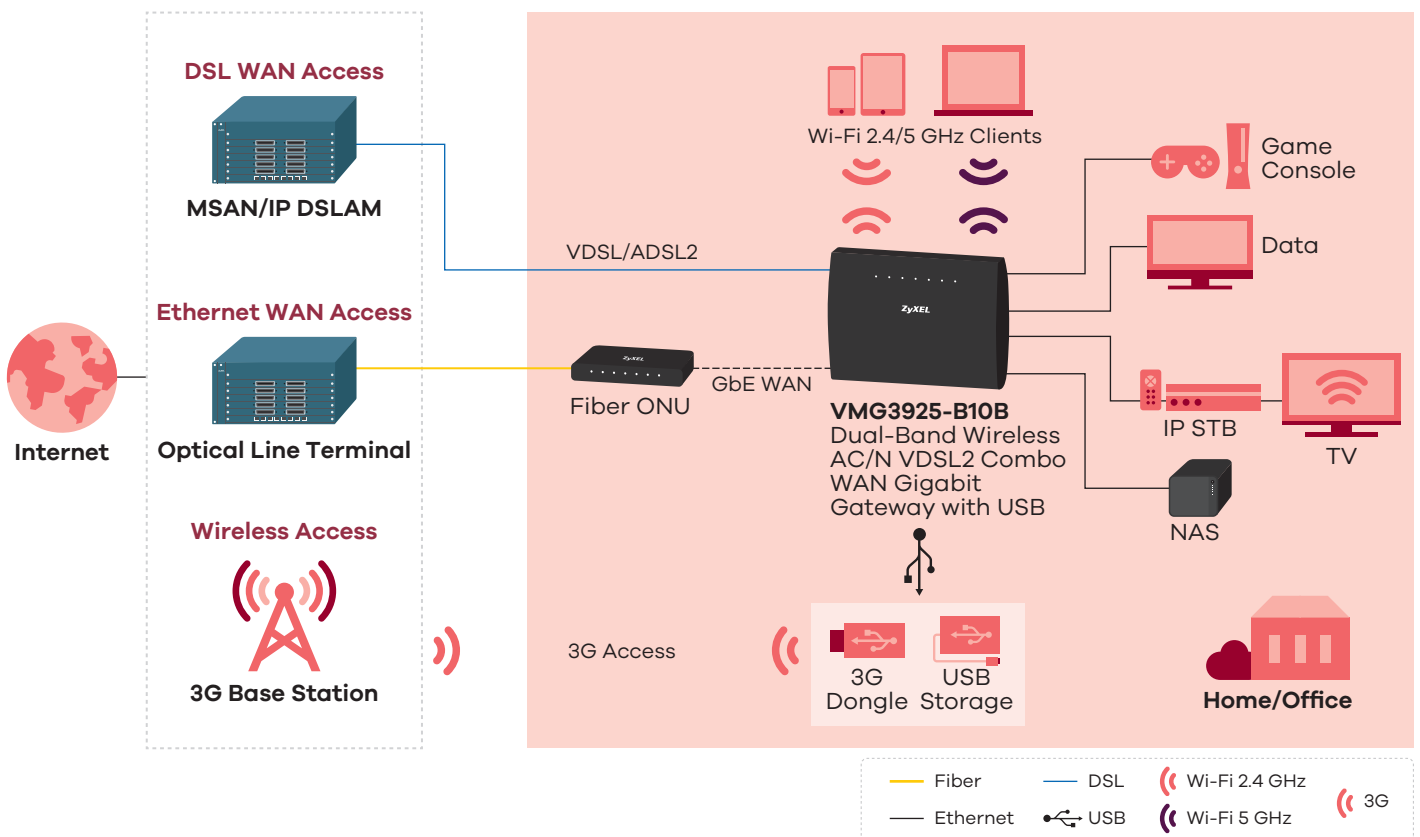 DSL WAN Access
MSAN/IP DSLAM
Ethernet WAN Access
Internet
Optical Line Terminal
Wireless Access
3G Base Station
VDSL/ADSL2
ZyXEL
Fiber ONU
GbE WAN
3G Access
Wi-Fi 2.4/5 GHz Clients
ZyXEL
VMG3925-B10B
Dual-Band Wireless
AC/N VDSL2 Combo
WAN Gigabit
Gateway with USB
3G
Dongle
USB
Storage
Game
Console
Data
IP STB
TV
NAS
Home/Office
Fiber
DSL
Wi-Fi 2.4 GHz
3G
Ethernet
USB
Wi-Fi 5 GHz